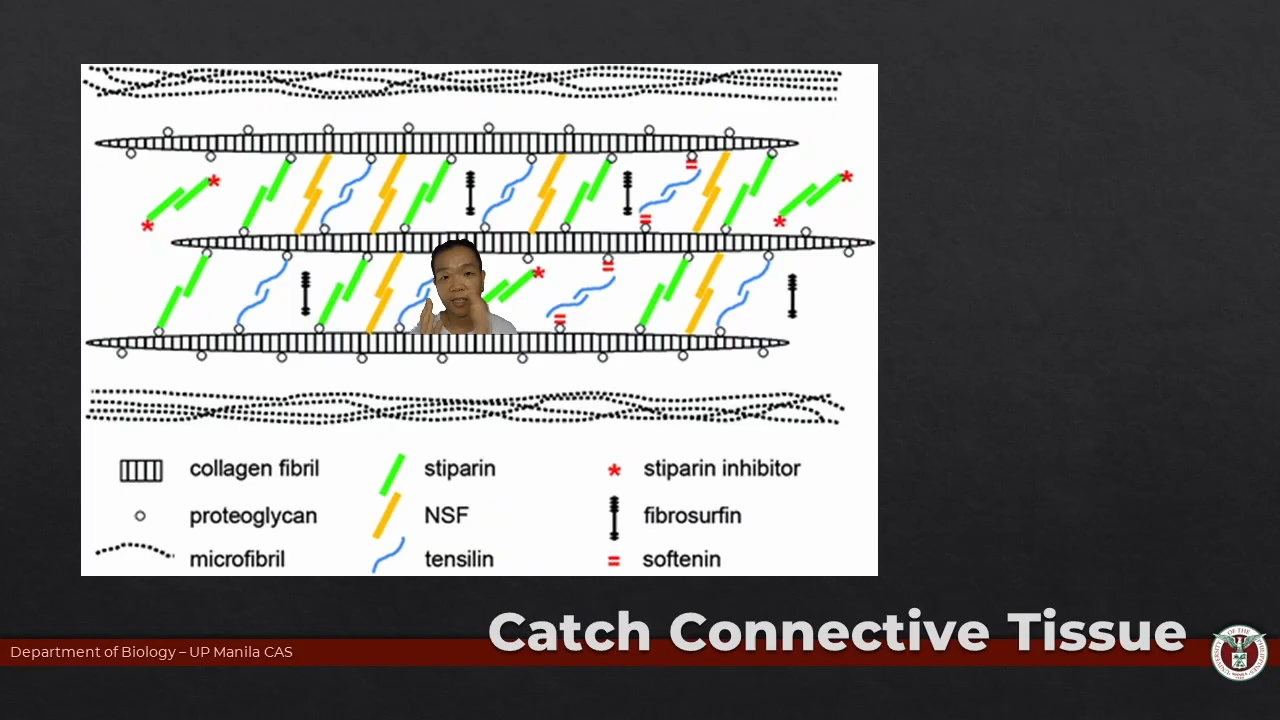 collagen fibril
stiparin
stiparin inhibitor
proteoglycan
NSF
fibrosurfin
microfibril
tensilin
softenin
Catch Connective Tissue
Department of Biology – UP Manila CAS